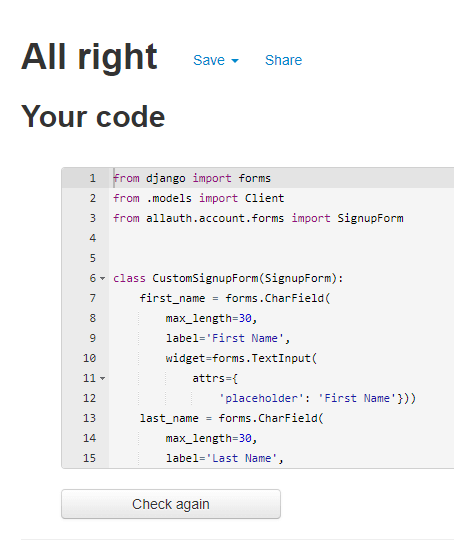 All right Save Share
Your code
1 from django import forms
2 from .models import Client
3 from allauth.account.forms import SignupForm
4
5
6 class CustomSignupForm(SignupForm):
7 first_name = forms.CharField(
8 max_length=30,
9 label='First Name',
10 widget=forms.TextInput(
11 attrs={
12 'placeholder': 'First Name'}))
13 last_name = forms.CharField(
14 max_length=30,
15 label='Last Name',
Check again